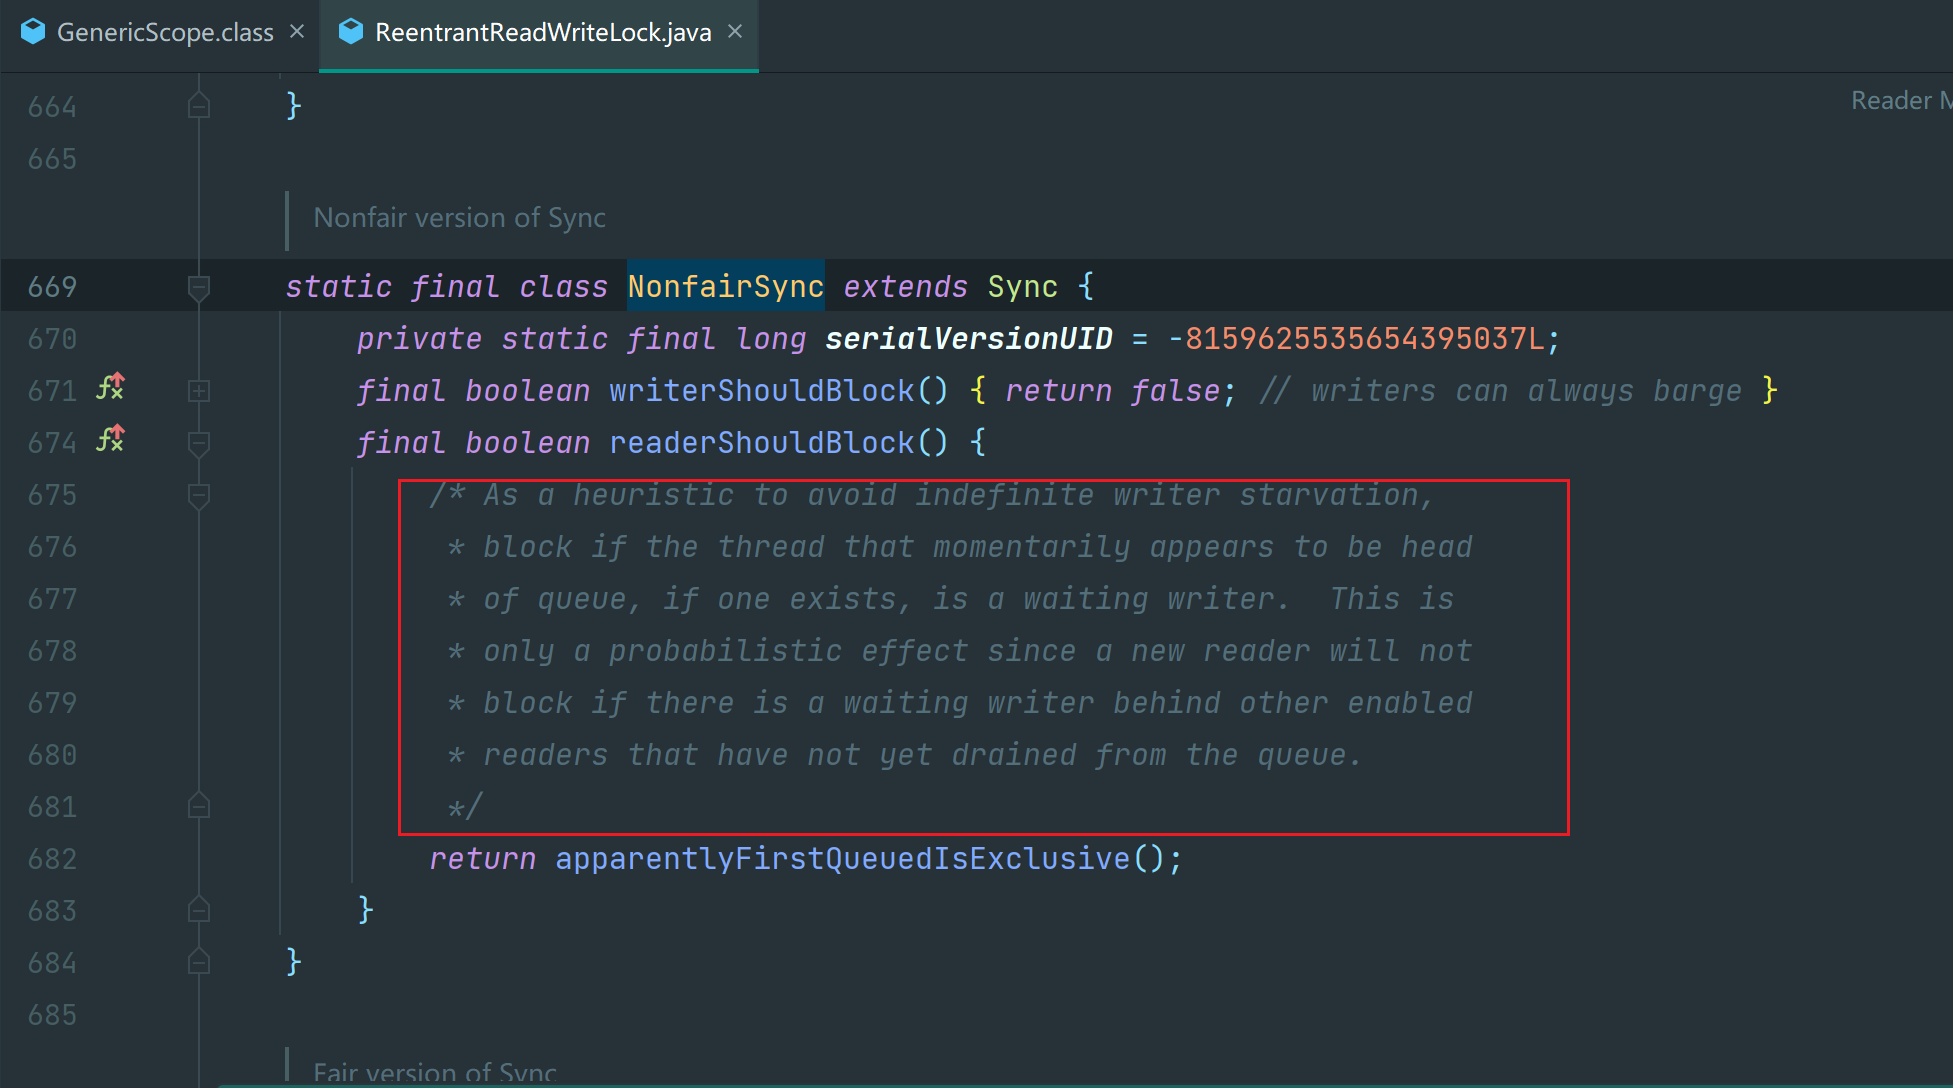 GenericScope.class × ReentrantReadWriteLock.java ×
664 }
Reader M
665
Nonfair version of Sync
669 static final class NonfairSync extends Sync {
670 private static final long serialVersionUID = -8159625535654395037L;
671 final boolean writerShouldBlock() { return false; // writers can always barge }
674 final boolean readerShouldBlock() {
675 /* As a heuristic to avoid indefinite writer starvation,
676 * block if the thread that momentarily appears to be head
677 * of queue, if one exists, is a waiting writer.  This is
678 * only a probabilistic effect since a new reader will not
679 * block if there is a waiting writer behind other enabled
680 * readers that have not yet drained from the queue.
681 */
682 return apparentlyFirstQueuedIsExclusive();
683 }
684 }
685
Fair version of Sync